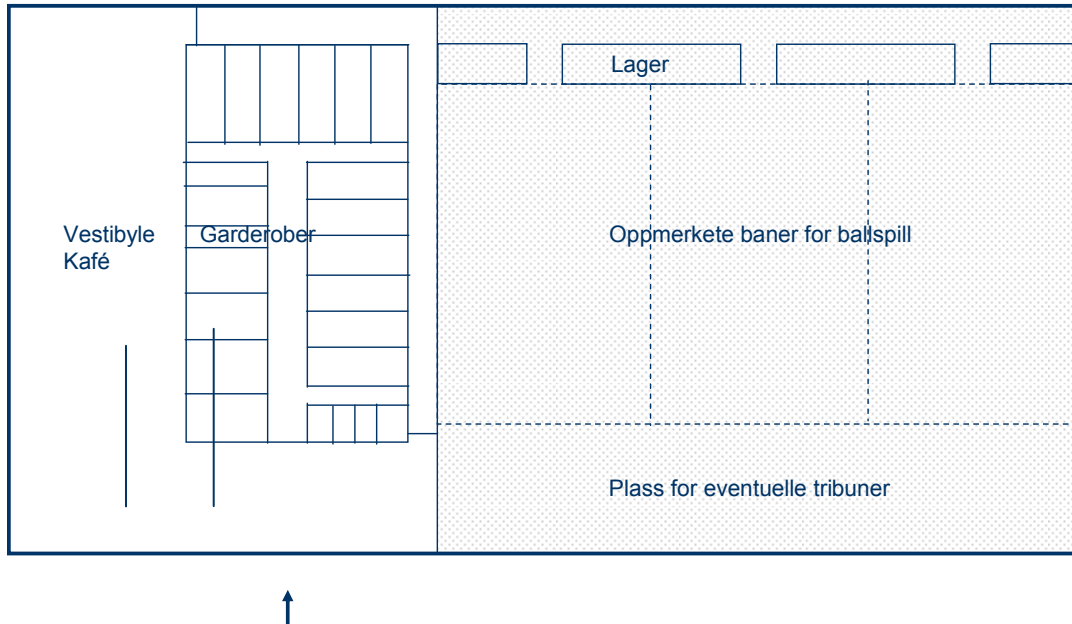 Lager
Vestibyle
Kafé
Garderober
Oppmerkete baner for ballspill
Plass for eventuelle tribuner